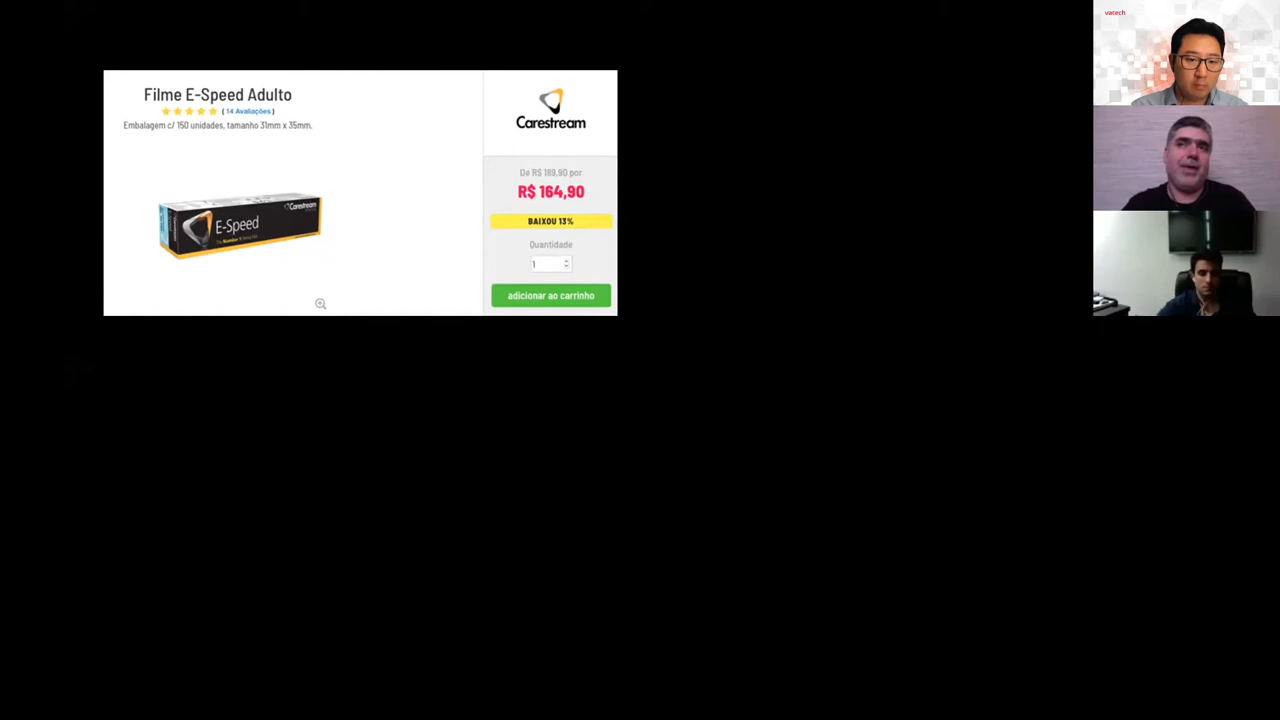 vatech
Filme E-Speed Adulto
( 14 Avaliações )
Embalagem c/ 150 unidades, tamanho 31mm x 35mm.
Carestream
E-Speed
Carestream
De R$ 189,90 por
R$ 164,90
BAIXOU 13%
Quantidade
1
adicionar ao carrinho